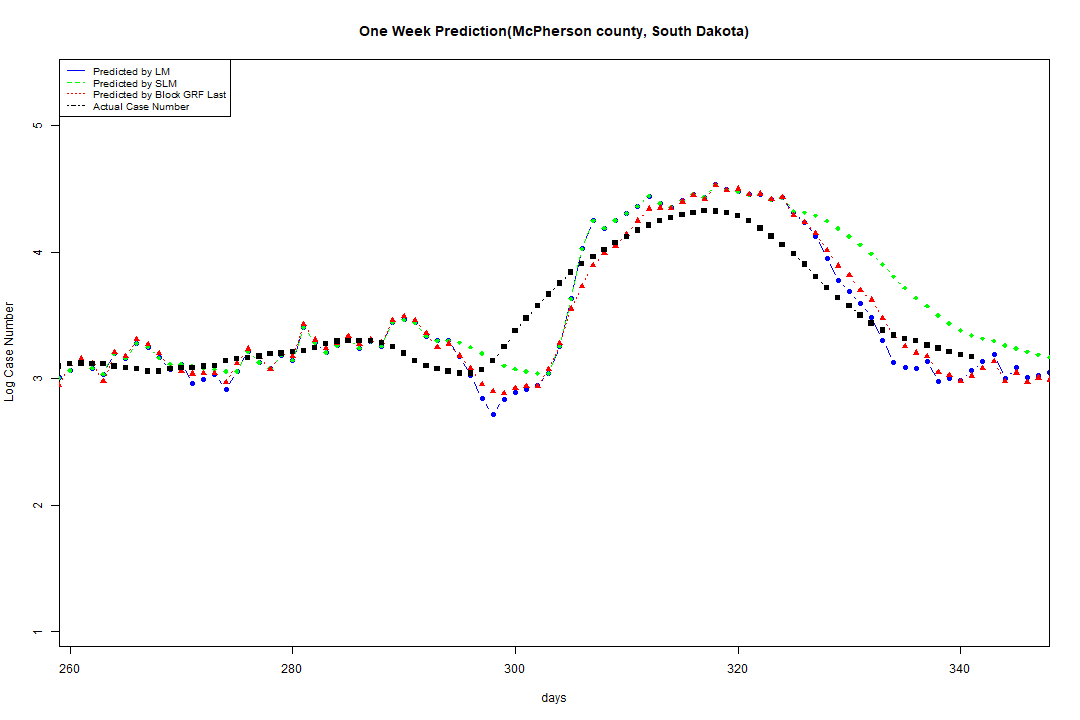 One Week Prediction(McPherson county, South Dakota)
Predicted by LM
Predicted by SLM
Predicted by Block GRF Last
Actual Case Number
5
4
3
2
1
Log Case Number
260 280 300 320 340
days